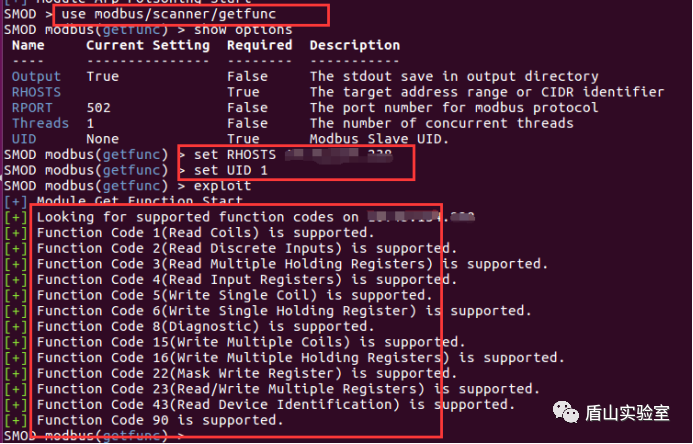 [+] Module Arp Poisoning Start
SMOD > use modbus/scanner/getfunc
SMOD modbus(getfunc) > show options
Name Current Setting Required Description
---- --------------- -------- -----------
Output True False The stdout save in output directory
RHOSTS True The target address range or CIDR identifier
RPORT 502 False The port number for modbus protocol
Threads 1 False The number of concurrent threads
UID None True Modbus Slave UID.
SMOD modbus(getfunc) > set RHOSTS
SMOD modbus(getfunc) > set UID 1
SMOD modbus(getfunc) > exploit
[+] Module Get Function Start
[+] Looking for supported function codes on
[+] Function Code 1(Read Coils) is supported.
[+] Function Code 2(Read Discrete Inputs) is supported.
[+] Function Code 3(Read Multiple Holding Registers) is supported.
[+] Function Code 4(Read Input Registers) is supported.
[+] Function Code 5(Write Single Coil) is supported.
[+] Function Code 6(Write Single Holding Register) is supported.
[+] Function Code 8(Diagnostic) is supported.
[+] Function Code 15(Write Multiple Coils) is supported.
[+] Function Code 16(Write Multiple Holding Registers) is supported.
[+] Function Code 22(Mask Write Register) is supported.
[+] Function Code 23(Read/Write Multiple Registers) is supported.
[+] Function Code 43(Read Device Identification) is supported.
[+] Function Code 90 is supported.
SMOD modbus(getfunc) >
盾山实验室